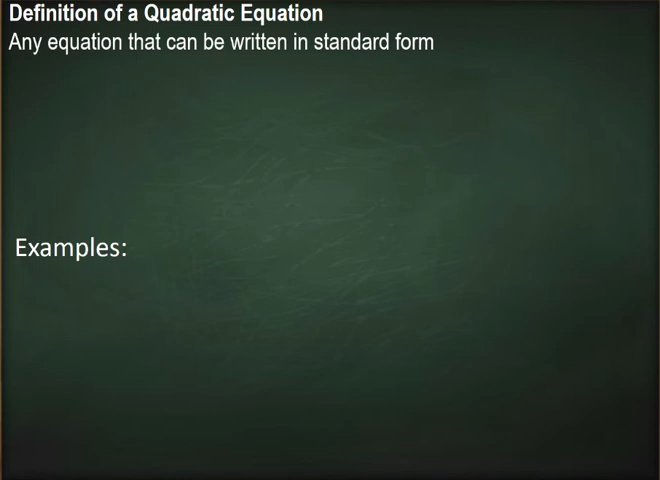 Definition of a Quadratic Equation
Any equation that can be written in standard form
Examples: